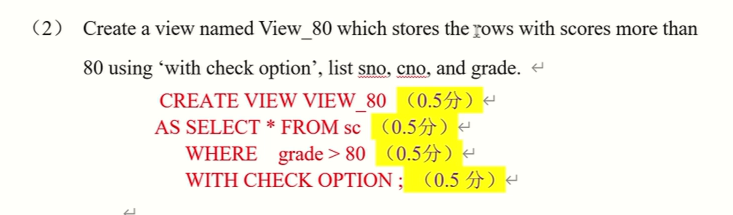 （2） Create a view named View_80 which stores the rows with scores more than
80 using ‘with check option’, list sno, cno, and grade. ↵
CREATE VIEW VIEW_80 （0.5分）↵
AS SELECT * FROM sc （0.5分）↵
WHERE grade > 80 （0.5分）↵
WITH CHECK OPTION ; （0.5 分）↵
↵